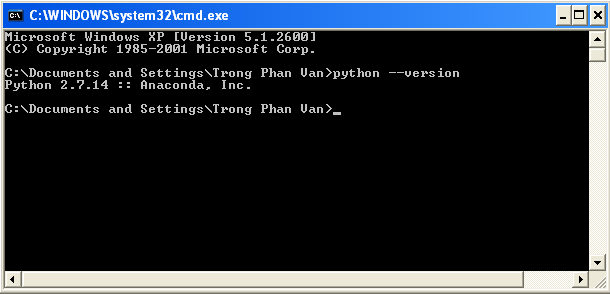 C:\WINDOWS\system32\cmd.exe
Microsoft Windows XP [Version 5.1.2600]
(C) Copyright 1985-2001 Microsoft Corp.
C:\Documents and Settings\Trong Phan Van>python --version
Python 2.7.14 :: Anaconda, Inc.
C:\Documents and Settings\Trong Phan Van>_